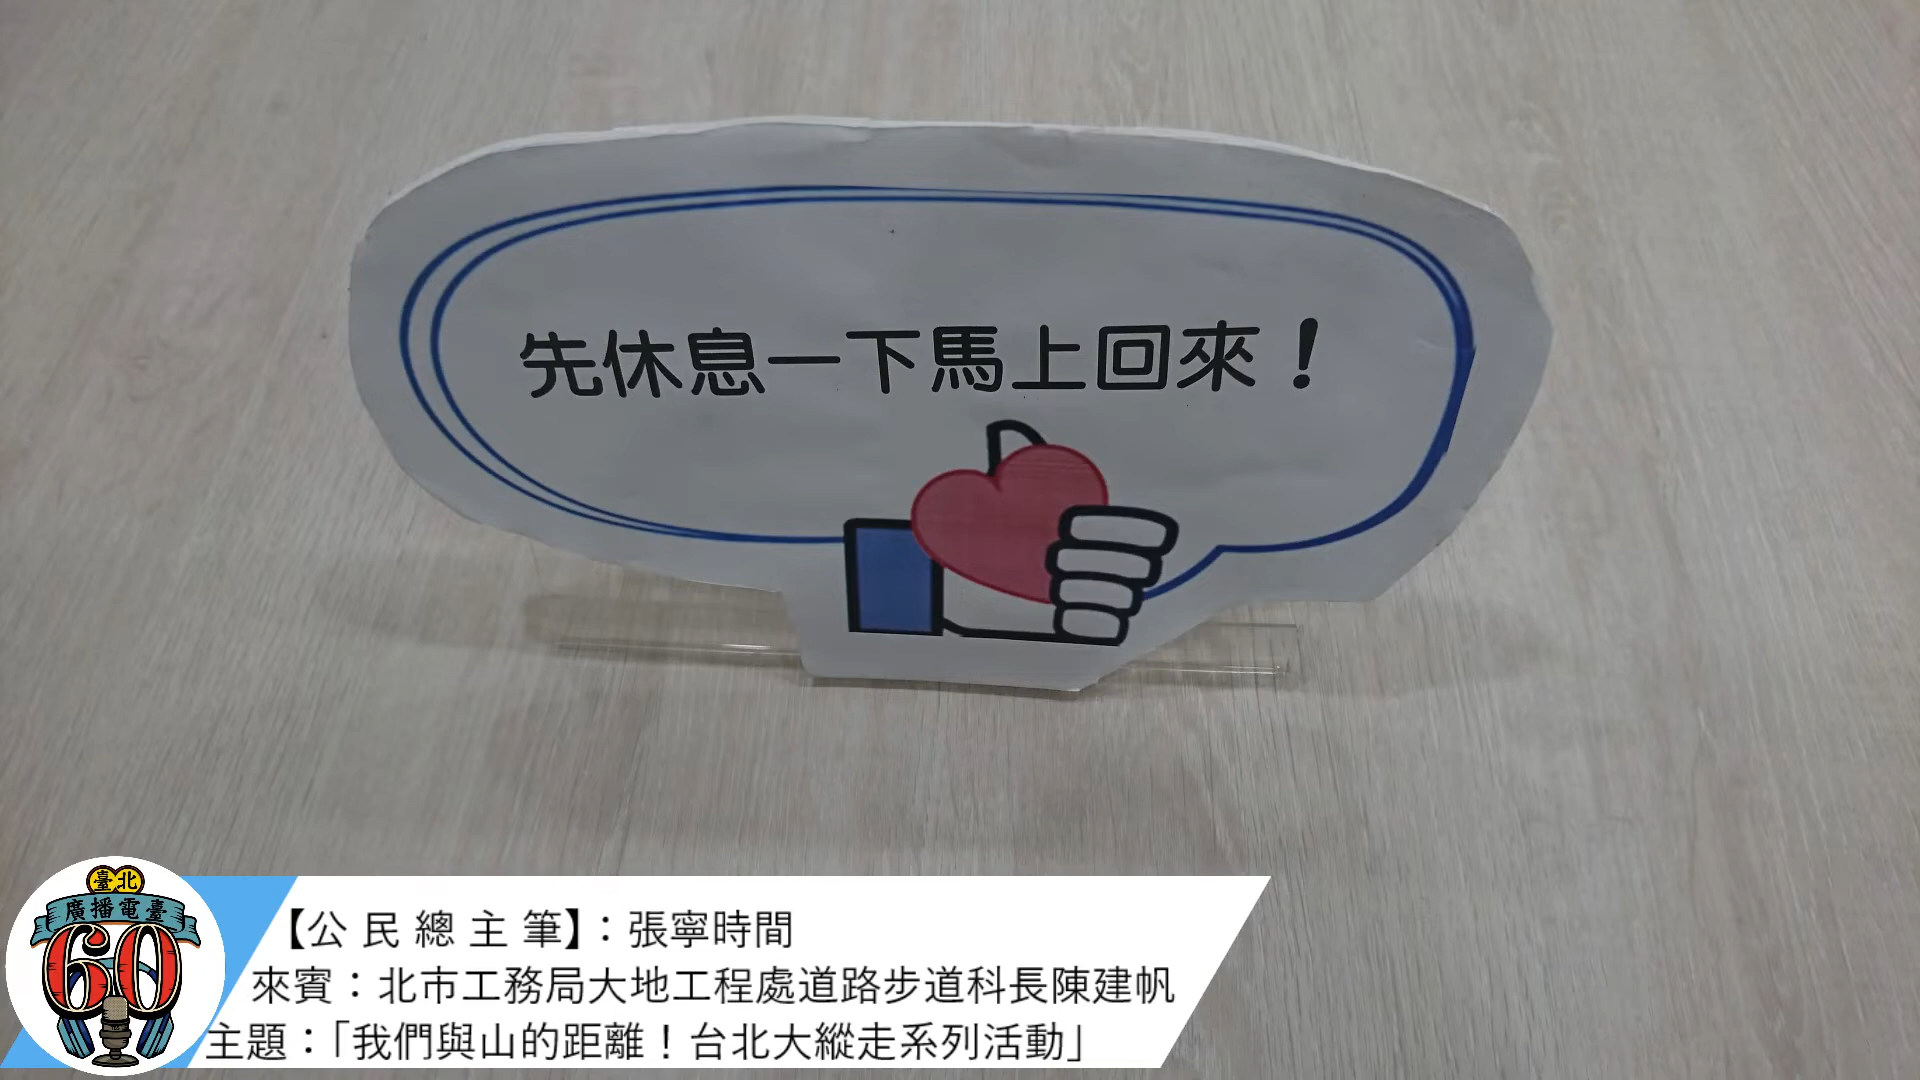 先休息一下馬上回來！
臺北
廣播電臺
60
【公民總主筆】：張寧時間
來賓：北市工務局大地工程處道路步道科長陳建帆
主題：「我們與山的距離！台北大縱走系列活動」